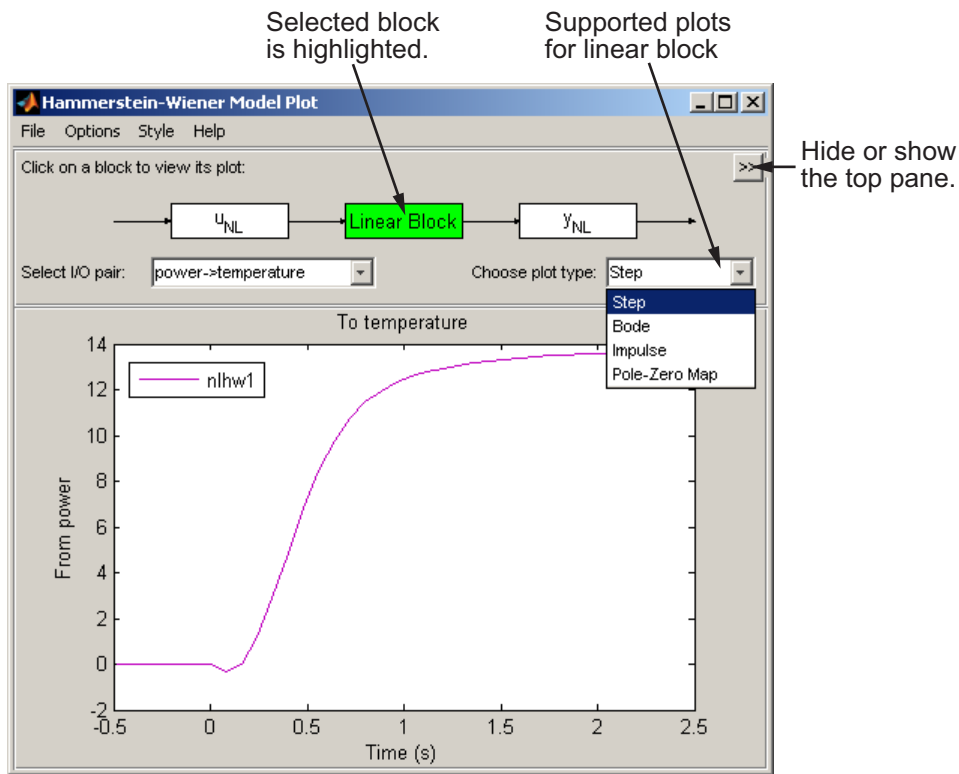 Selected block
is highlighted.
Supported plots
for linear block
Hammerstein-Wiener Model Plot
File Options Style Help
Click on a block to view its plot:
>>
Hide or show
the top pane.
uNL
Linear Block
yNL
Select I/O pair: power->temperature
Choose plot type: Step
Step
Bode
Impulse
Pole-Zero Map
To temperature
nlhw1
From power
14
12
10
8
6
4
2
0
-2
-0.5 0 0.5 1 1.5 2 2.5
Time (s)